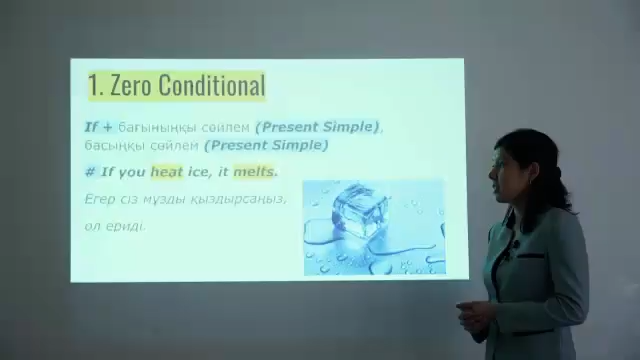 1. Zero Conditional
If + бағыныңқы сөйлем (Present Simple),
басыңқы сөйлем (Present Simple)
# If you heat ice, it melts.
Егер сіз мұзды қыздырсаңыз,
ол ериді.